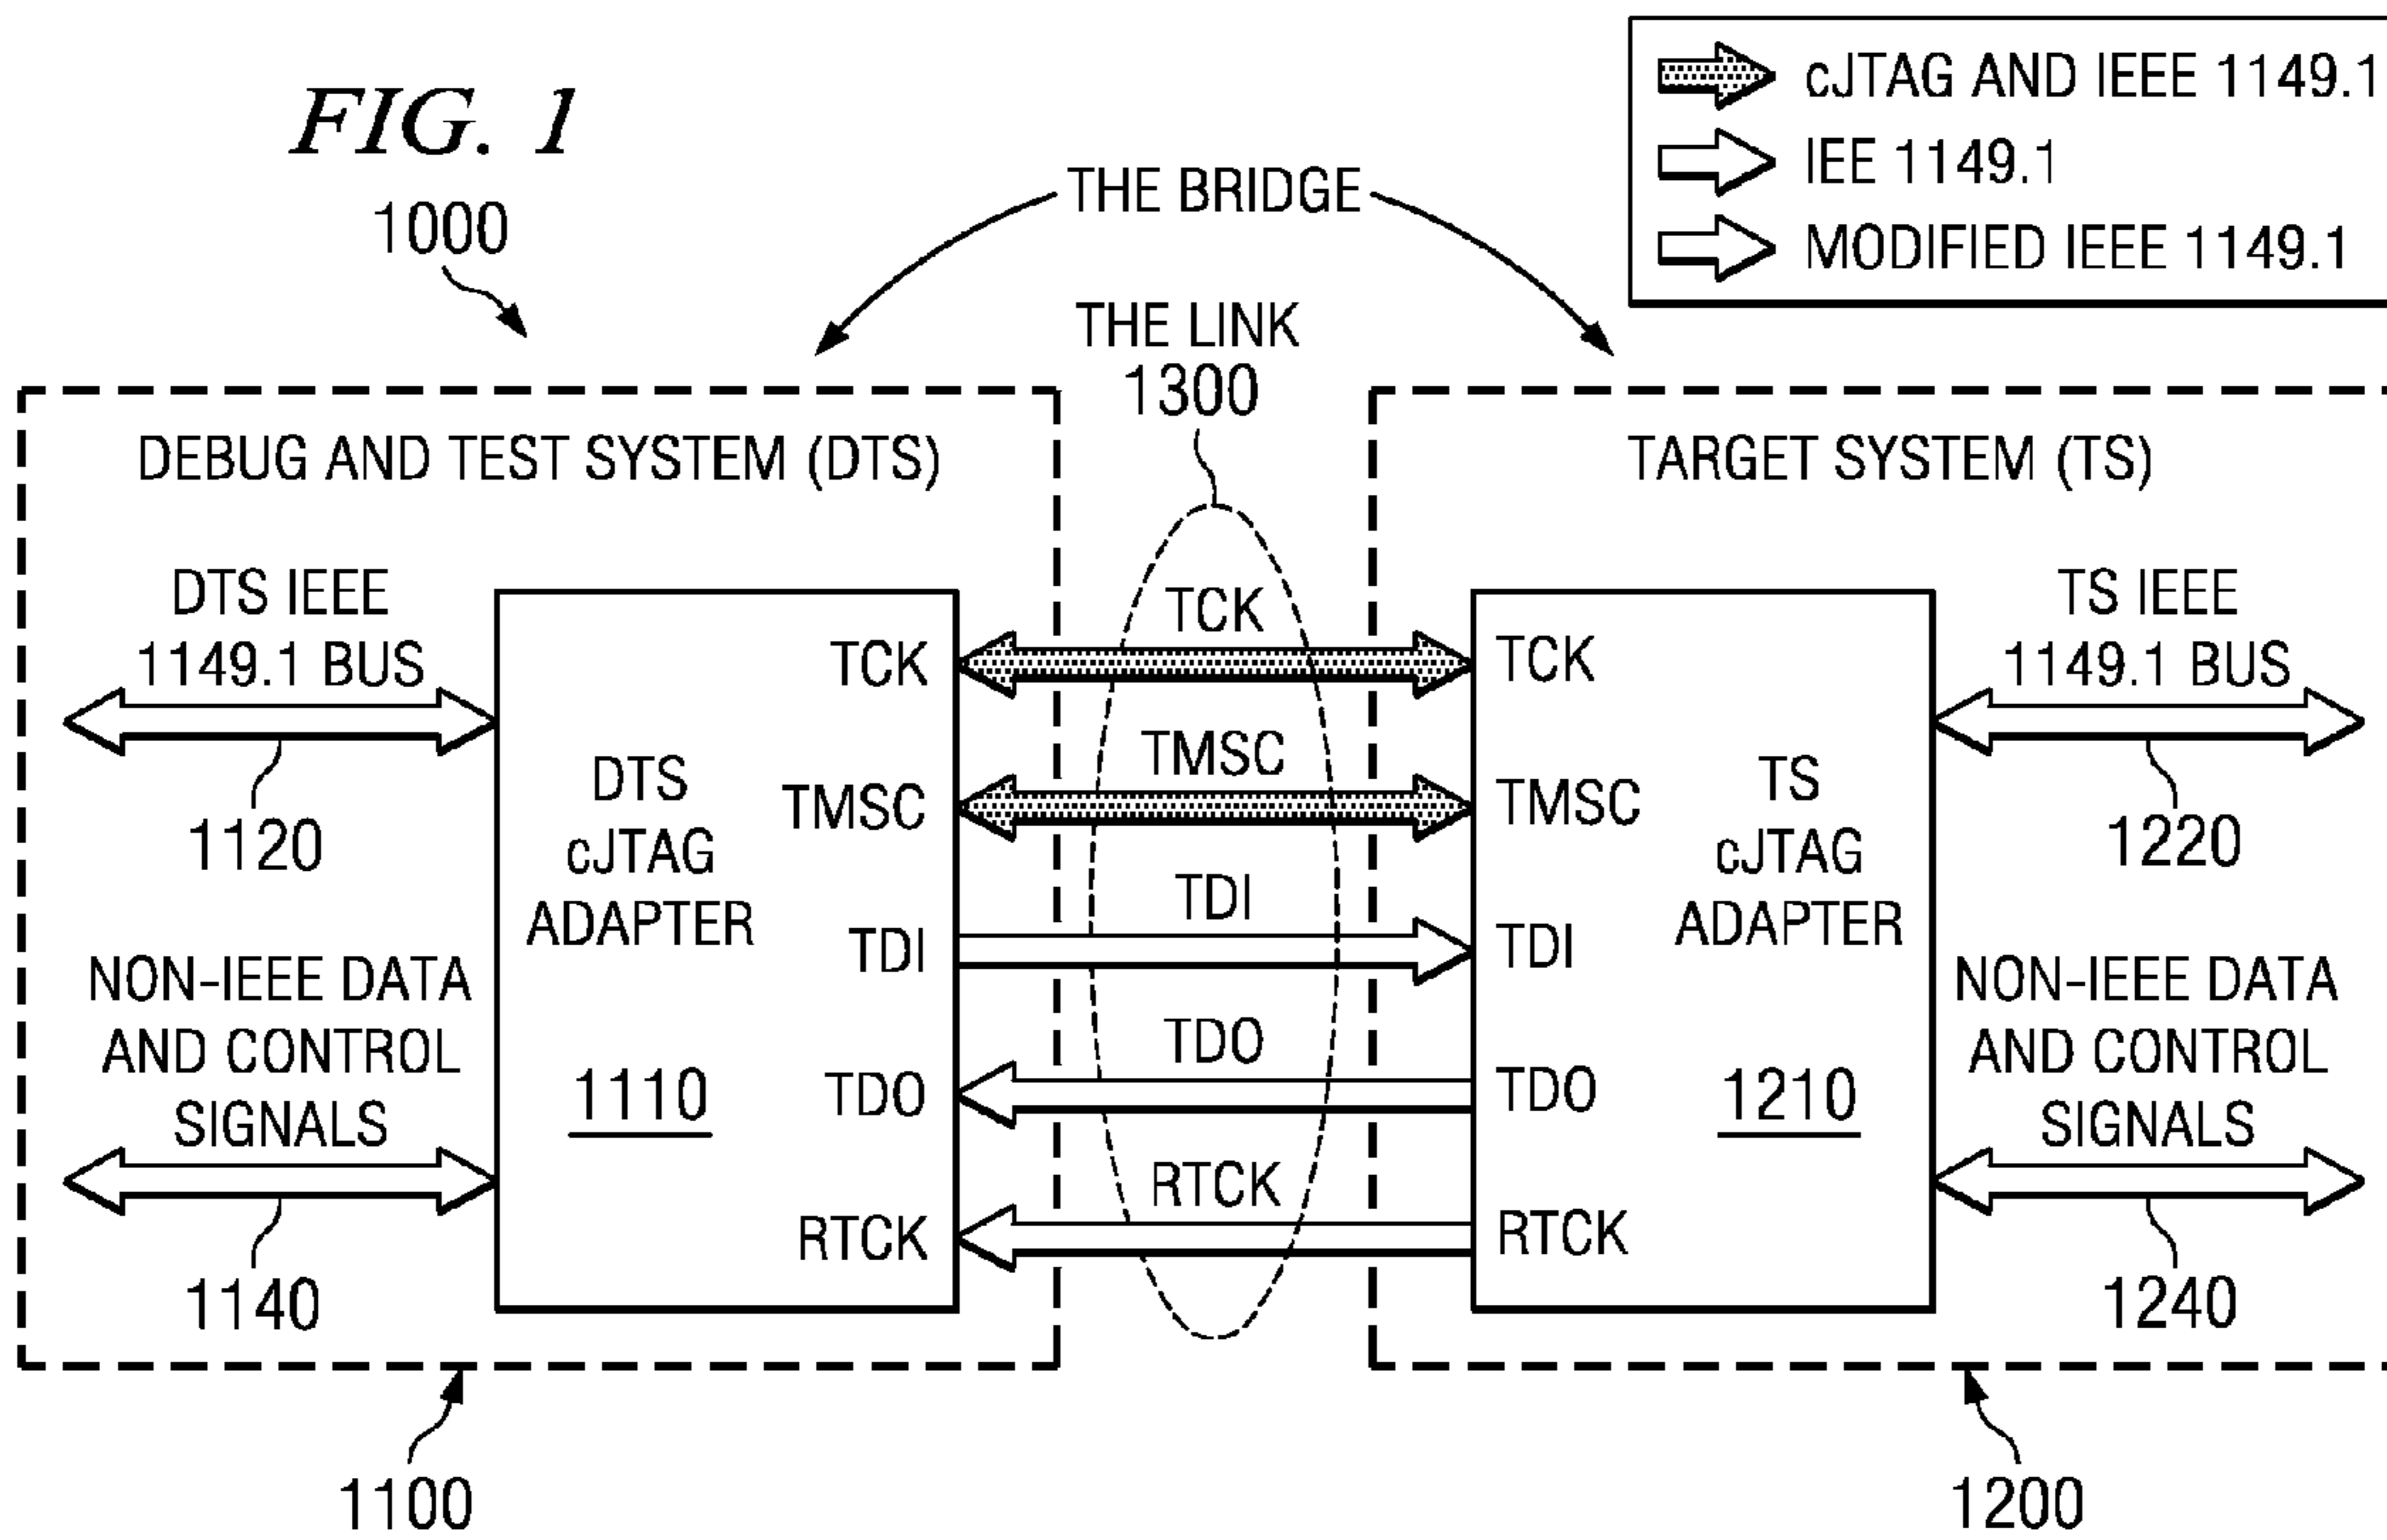 FIG. 1
1000
cJTAG AND IEEE 1149.1
IEE 1149.1
MODIFIED IEEE 1149.1
THE BRIDGE
THE LINK
1300
DEBUG AND TEST SYSTEM (DTS)
TARGET SYSTEM (TS)
DTS IEEE
1149.1 BUS
1120
NON-IEEE DATA
AND CONTROL
SIGNALS
1140
DTS
cJTAG
ADAPTER
1110
TCK
TMSC
TDI
TDO
RTCK
TCK
TMSC
TDI
TDO
RTCK
TCK
TMSC
TDI
TDO
RTCK
TS
cJTAG
ADAPTER
1210
TS IEEE
1149.1 BUS
1220
NON-IEEE DATA
AND CONTROL
SIGNALS
1240
1100
1200